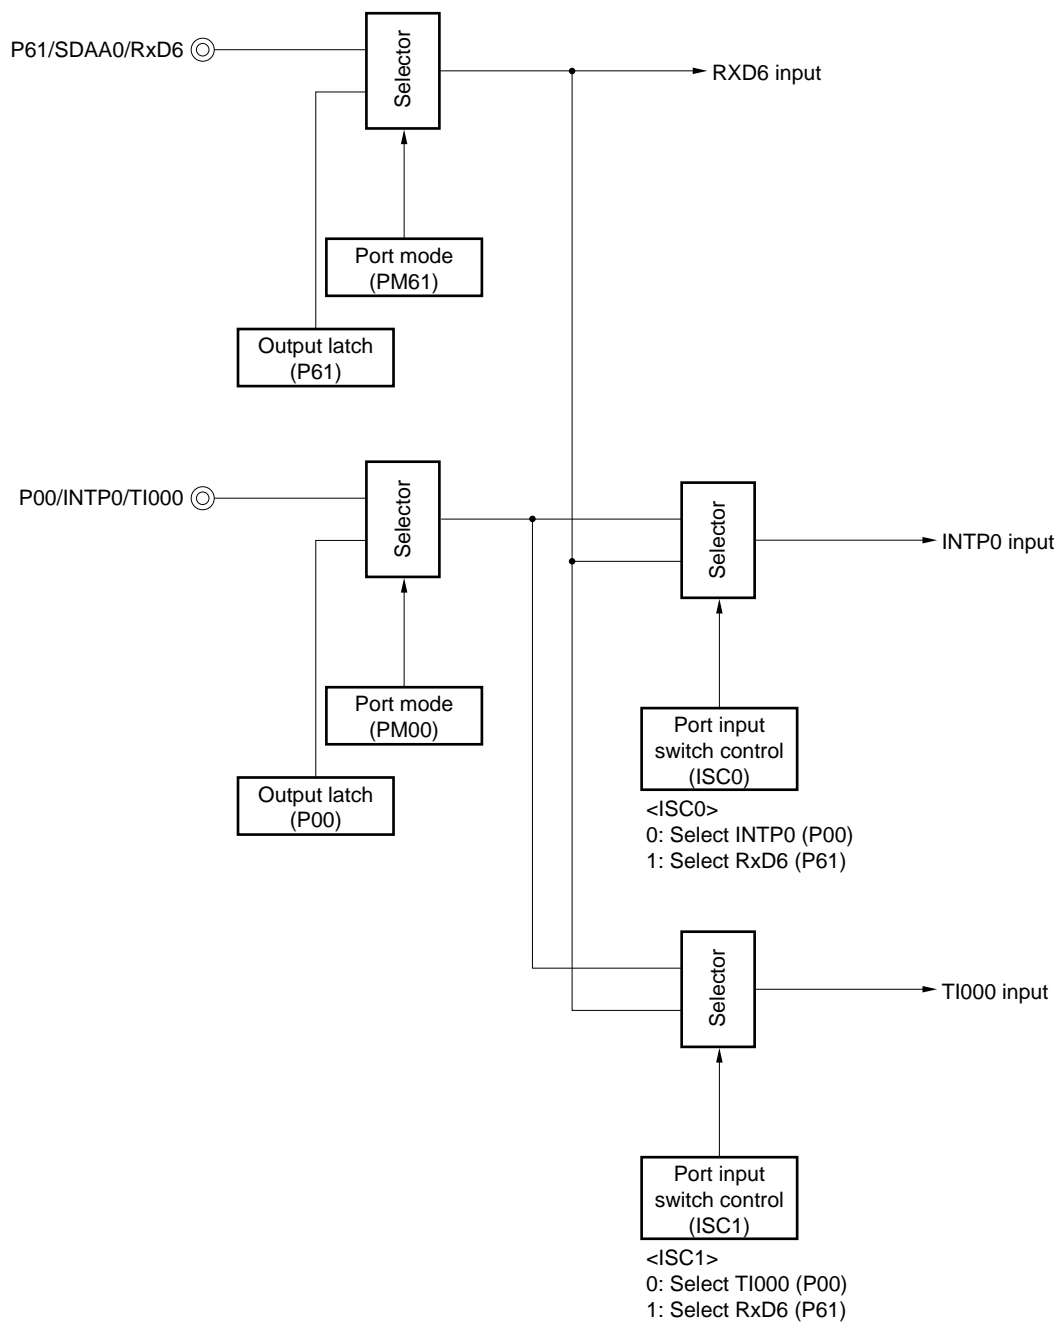 P61/SDAA0/RxD6
Selector
RXD6 input
Port mode
(PM61)
Output latch
(P61)
P00/INTP0/TI000
Selector
Selector
INTP0 input
Port mode
(PM00)
Output latch
(P00)
Port input
switch control
(ISC0)
<ISC0>
0: Select INTP0 (P00)
1: Select RxD6 (P61)
Selector
TI000 input
Port input
switch control
(ISC1)
<ISC1>
0: Select TI000 (P00)
1: Select RxD6 (P61)